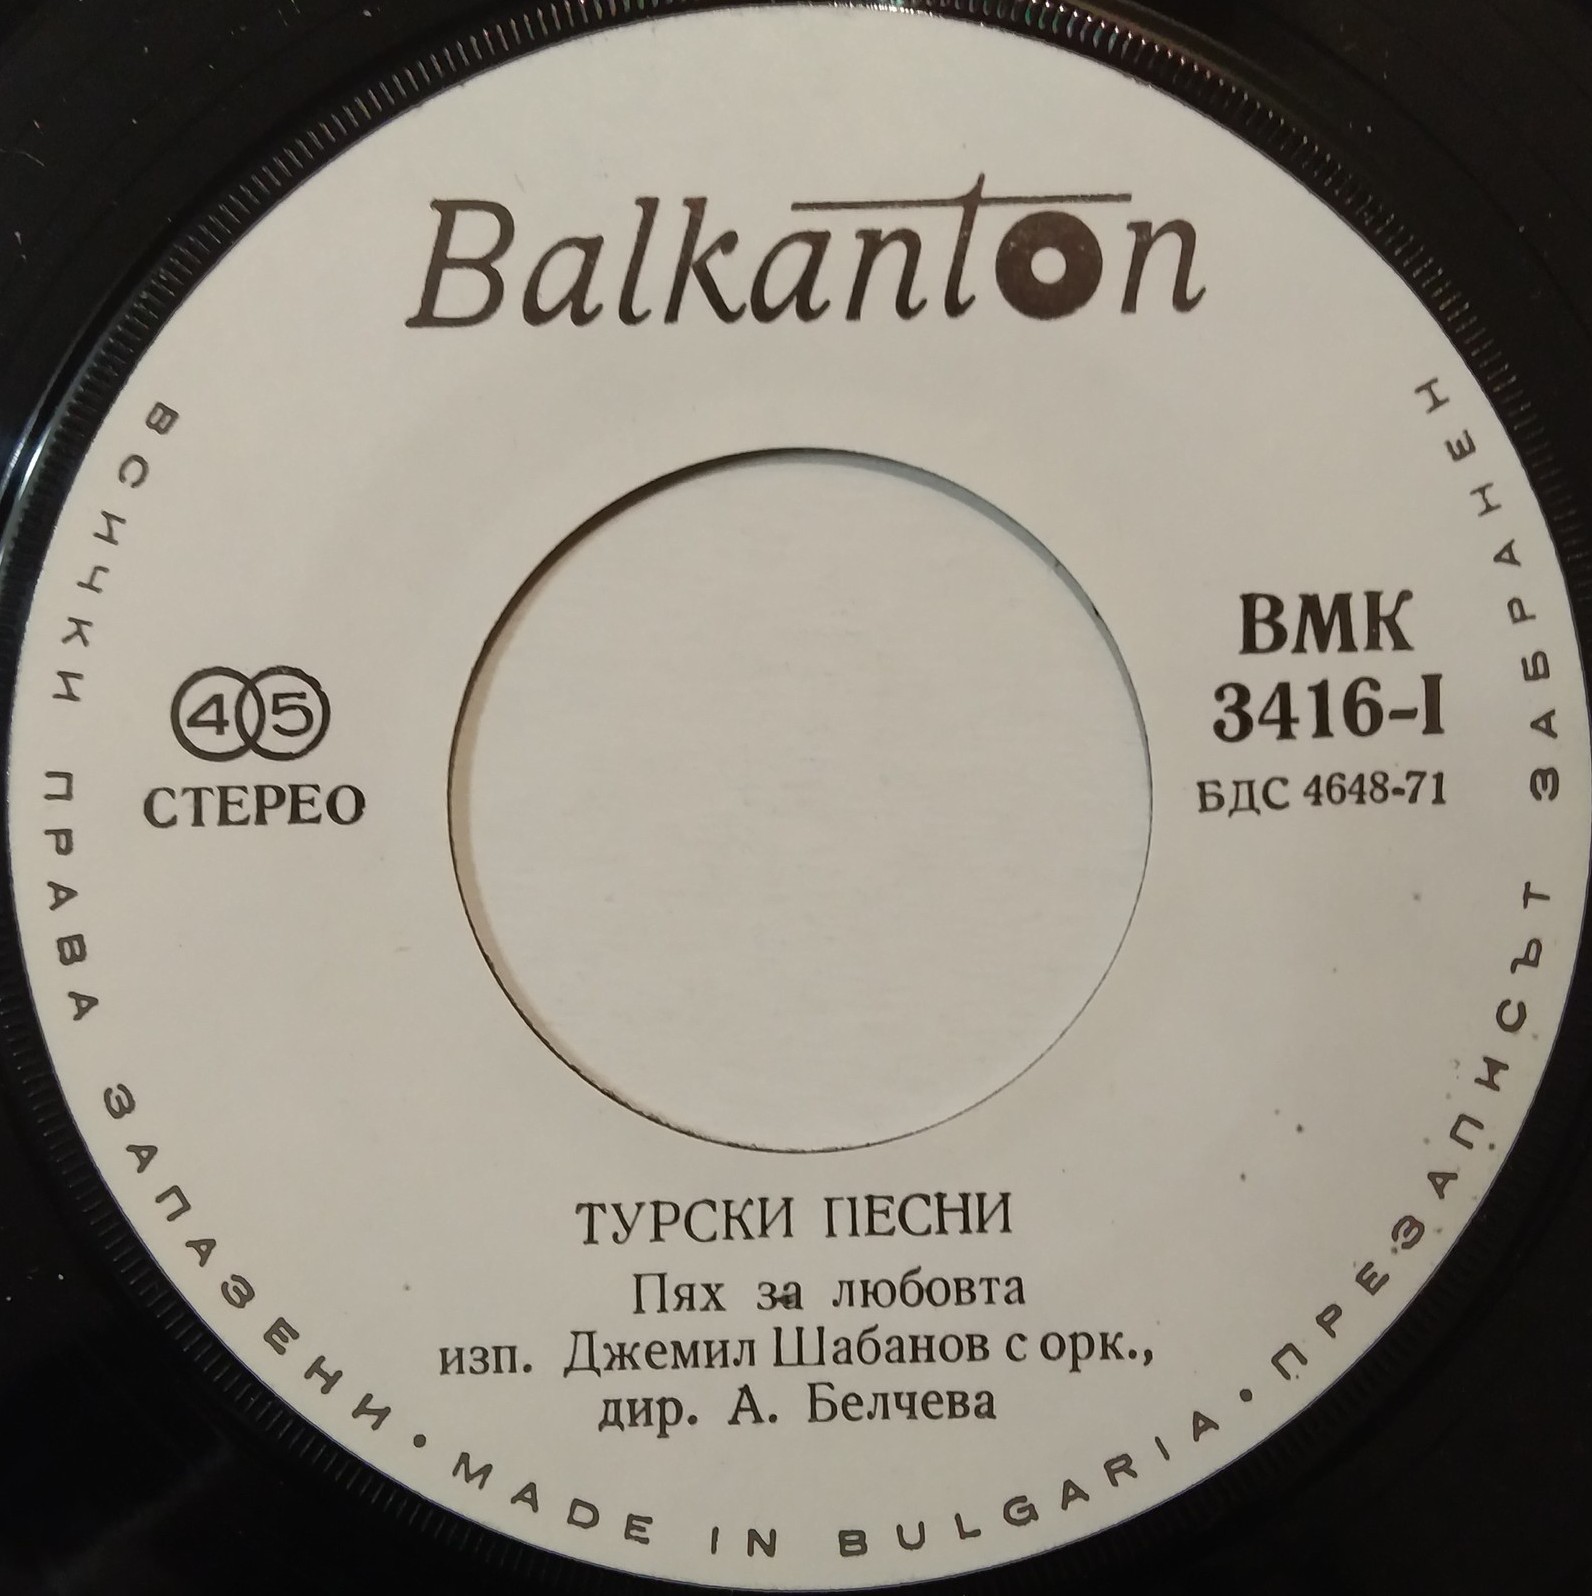 Balkanton
45
СТЕРЕО
ВМК
3416-I
БДС 4648-71
ТУРСКИ ПЕСНИ
Пях за любовта
изп. Джемил Шабанов с орк.,
дир. А. Белчева
ВСИЧКИ ПРАВА ЗАПАЗЕНИ • MADE IN BULGARIA • ПРЕЗАПИСЪТ ЗАБРАНЕН